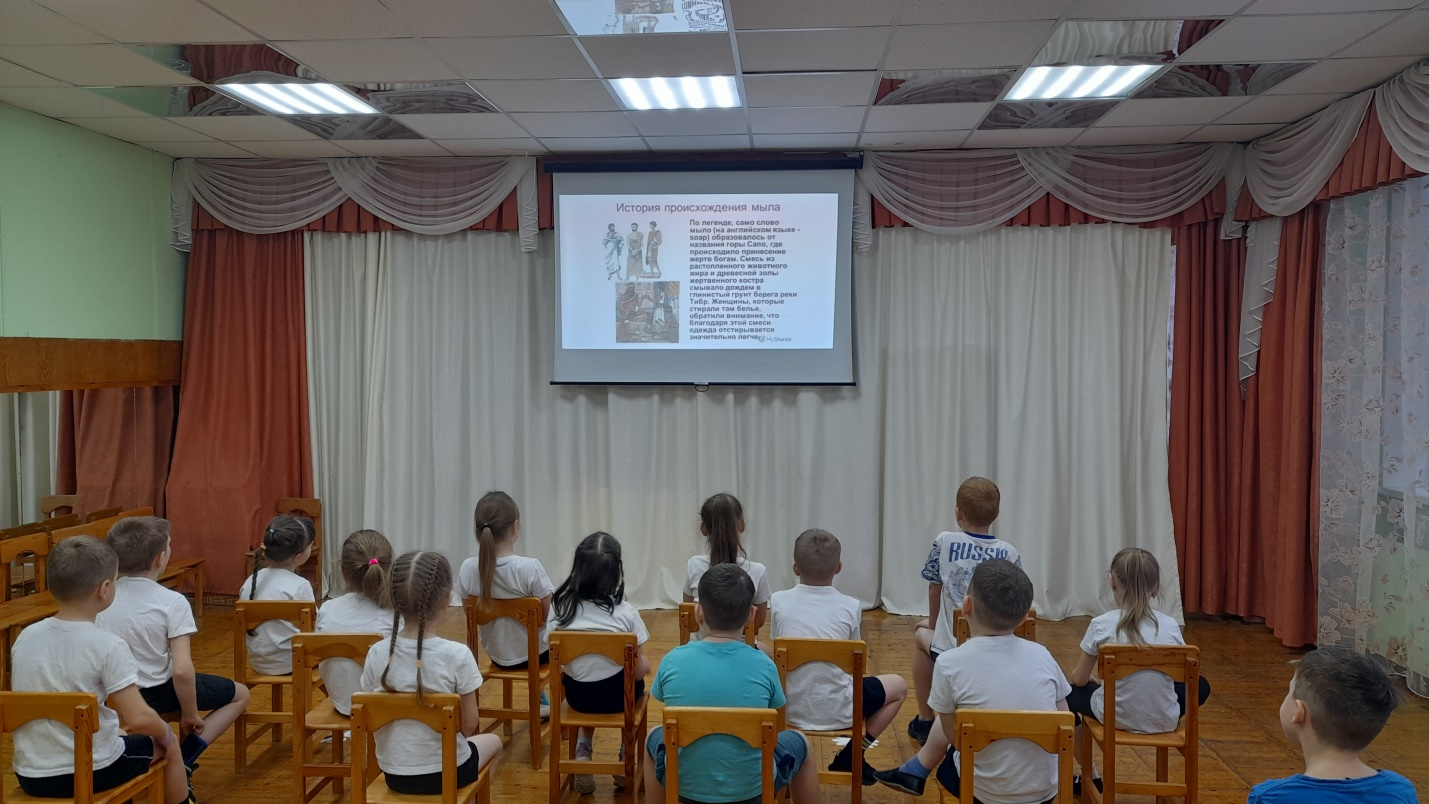 История происхождения мыла
По легенде, само слово
мыло (на английском языке -
soap) образовалось от
названия горы Сапо, где
происходило принесение
жертв богам. Смесь из
растопленного животного
жира и древесной золы
жертвенного костра
смывало дождем в
глинистый грунт берега реки
Тибр. Женщины, которые
стирали там белье,
обратили внимание, что
благодаря этой смеси
одежда отстирывается
значительно легче.
MyShared
RUSSIA